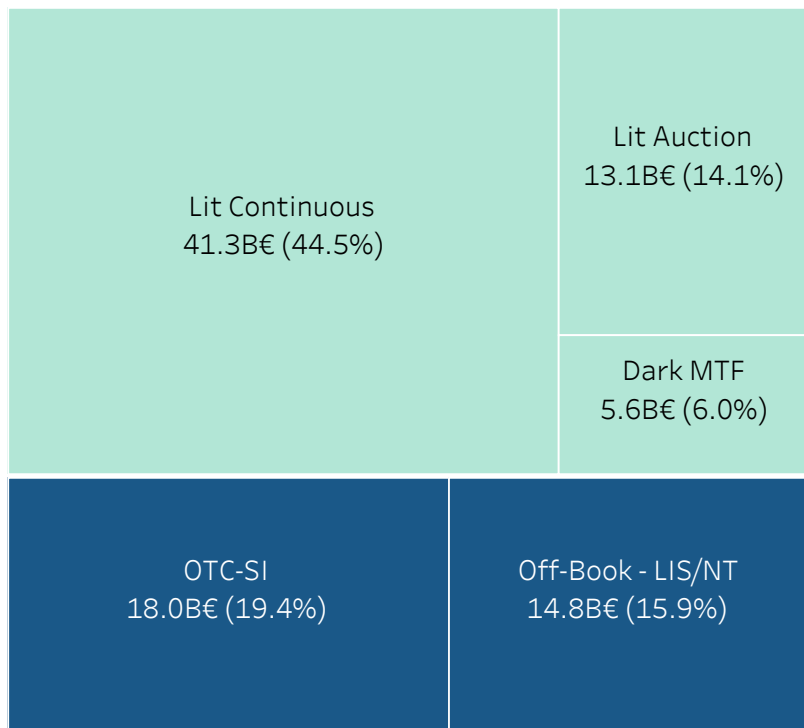 Lit Continuous
41.3B€ (44.5%)
Lit Auction
13.1B€ (14.1%)
Dark MTF
5.6B€ (6.0%)
OTC-SI
18.0B€ (19.4%)
Off-Book - LIS/NT
14.8B€ (15.9%)